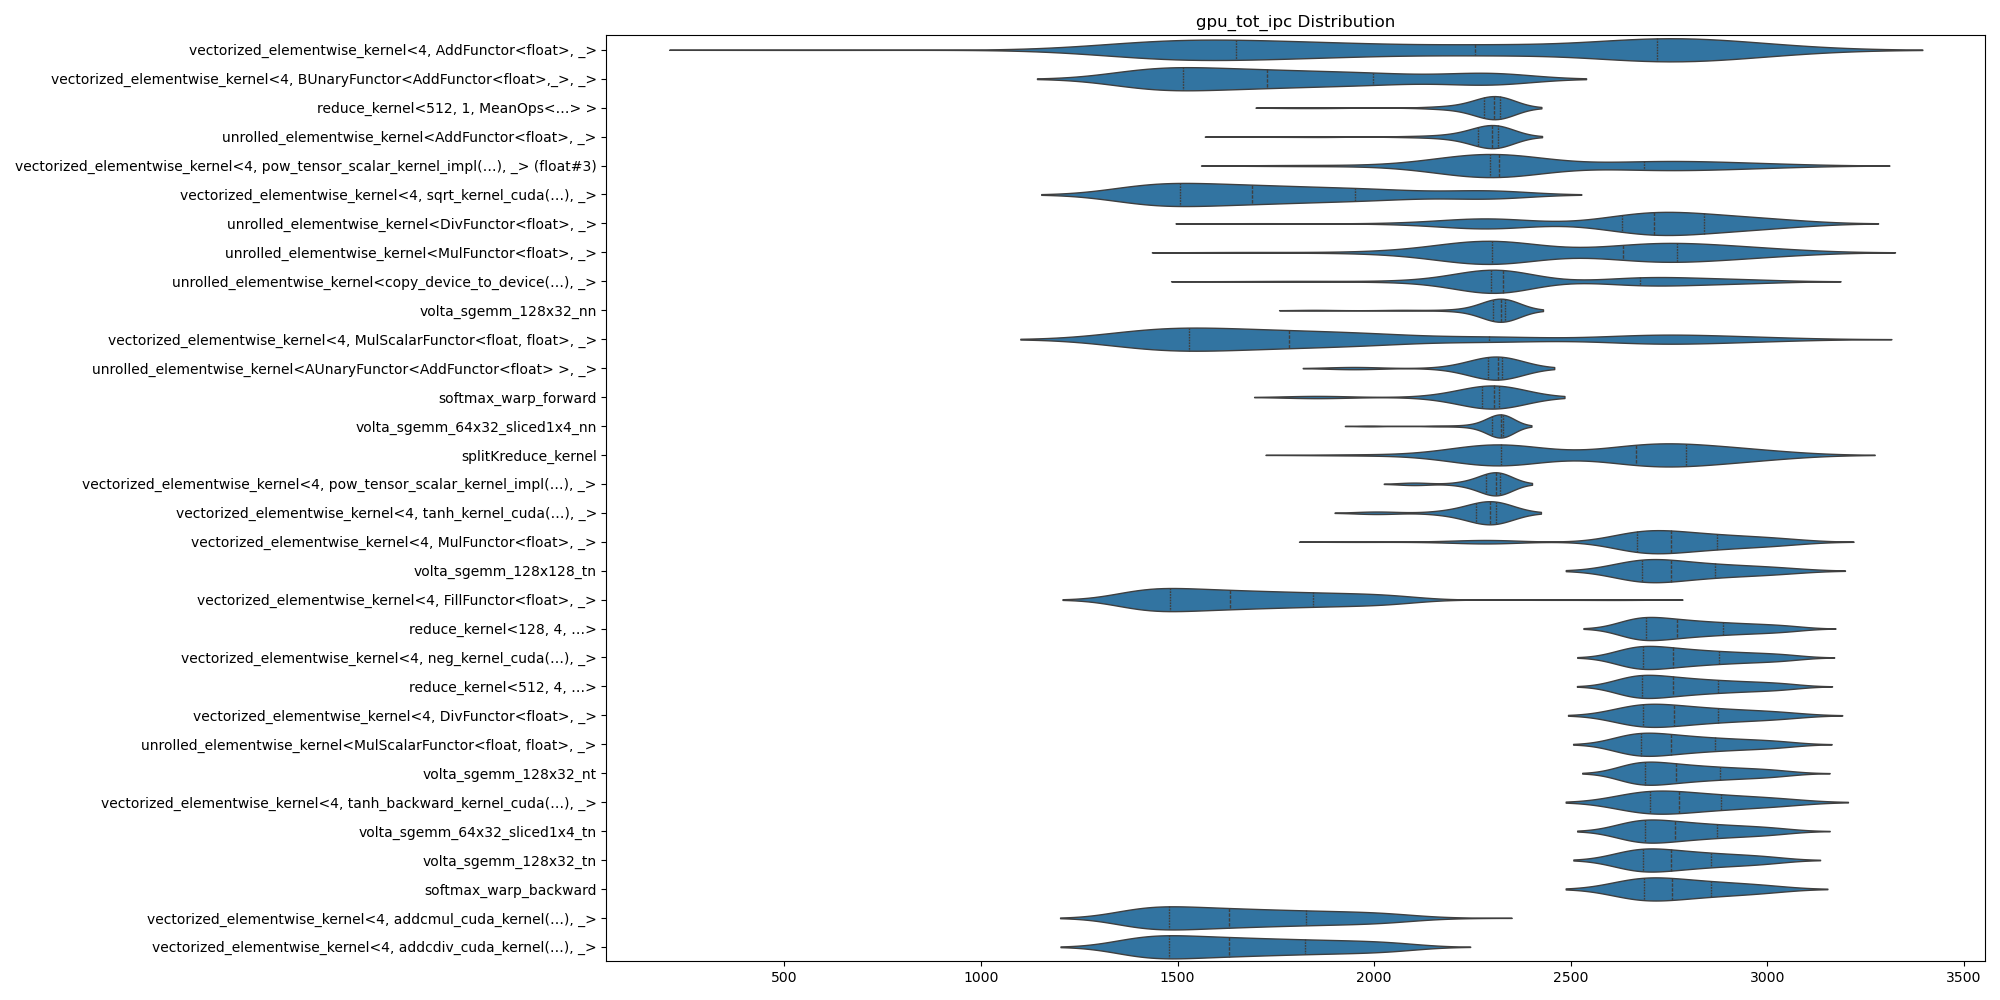 gpu_tot_ipc Distribution
vectorized_elementwise_kernel<4, AddFunctor<float>, _>
vectorized_elementwise_kernel<4, BUnaryFunctor<AddFunctor<float>,_>, _>
reduce_kernel<512, 1, MeanOps<…> >
unrolled_elementwise_kernel<AddFunctor<float>, _>
vectorized_elementwise_kernel<4, pow_tensor_scalar_kernel_impl(…), _> (float#3)
vectorized_elementwise_kernel<4, sqrt_kernel_cuda(…), _>
unrolled_elementwise_kernel<DivFunctor<float>, _>
unrolled_elementwise_kernel<MulFunctor<float>, _>
unrolled_elementwise_kernel<copy_device_to_device(…), _>
volta_sgemm_128x32_nn
vectorized_elementwise_kernel<4, MulScalarFunctor<float, float>, _>
unrolled_elementwise_kernel<AUnaryFunctor<AddFunctor<float> >, _>
softmax_warp_forward
volta_sgemm_64x32_sliced1x4_nn
splitKreduce_kernel
vectorized_elementwise_kernel<4, pow_tensor_scalar_kernel_impl(…), _>
vectorized_elementwise_kernel<4, tanh_kernel_cuda(…), _>
vectorized_elementwise_kernel<4, MulFunctor<float>, _>
volta_sgemm_128x128_tn
vectorized_elementwise_kernel<4, FillFunctor<float>, _>
reduce_kernel<128, 4, …>
vectorized_elementwise_kernel<4, neg_kernel_cuda(…), _>
reduce_kernel<512, 4, …>
vectorized_elementwise_kernel<4, DivFunctor<float>, _>
unrolled_elementwise_kernel<MulScalarFunctor<float, float>, _>
volta_sgemm_128x32_nt
vectorized_elementwise_kernel<4, tanh_backward_kernel_cuda(…), _>
volta_sgemm_64x32_sliced1x4_tn
volta_sgemm_128x32_tn
softmax_warp_backward
vectorized_elementwise_kernel<4, addcmul_cuda_kernel(…), _>
vectorized_elementwise_kernel<4, addcdiv_cuda_kernel(…), _>
500 1000 1500 2000 2500 3000 3500